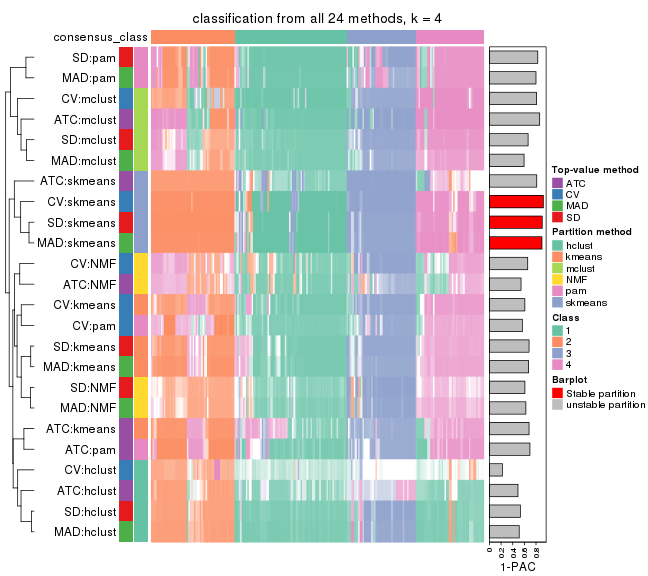 classification from all 24 methods, k = 4
consensus_class
SD:pam
MAD:pam
CV:mclust
ATC:mclust
SD:mclust
MAD:mclust
ATC:skmeans
CV:skmeans
SD:skmeans
MAD:skmeans
CV:NMF
ATC:NMF
CV:kmeans
CV:pam
SD:kmeans
MAD:kmeans
SD:NMF
MAD:NMF
ATC:kmeans
ATC:pam
CV:hclust
ATC:hclust
SD:hclust
MAD:hclust
0 0.2 0.4 0.6 0.8
1-PAC
Top-value method
ATC
CV
MAD
SD
Partition method
hclust
kmeans
mclust
NMF
pam
skmeans
Class
1
2
3
4
Barplot
Stable partition
unstable partition